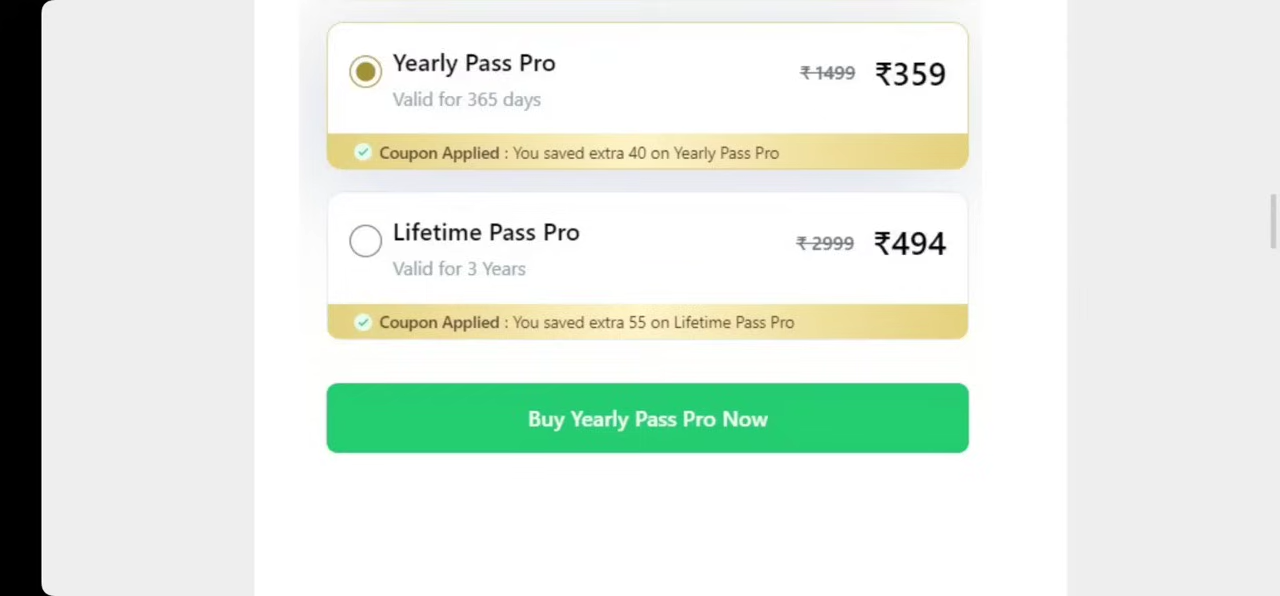 Yearly Pass Pro
₹ 1499 ₹359
Valid for 365 days
Coupon Applied : You saved extra 40 on Yearly Pass Pro
Lifetime Pass Pro
₹ 2999 ₹494
Valid for 3 Years
Coupon Applied : You saved extra 55 on Lifetime Pass Pro
Buy Yearly Pass Pro Now